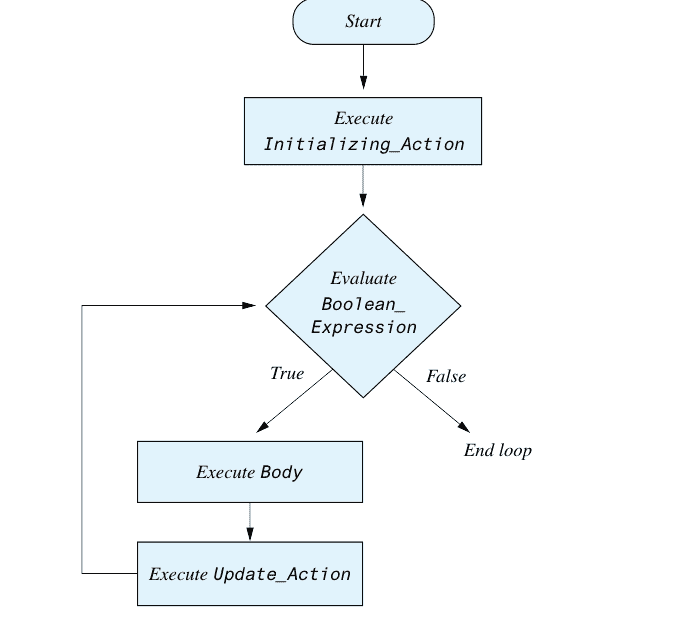 Start
Execute
Initializing_Action
Evaluate
Boolean_
Expression
True
False
End loop
Execute Body
Execute Update_Action